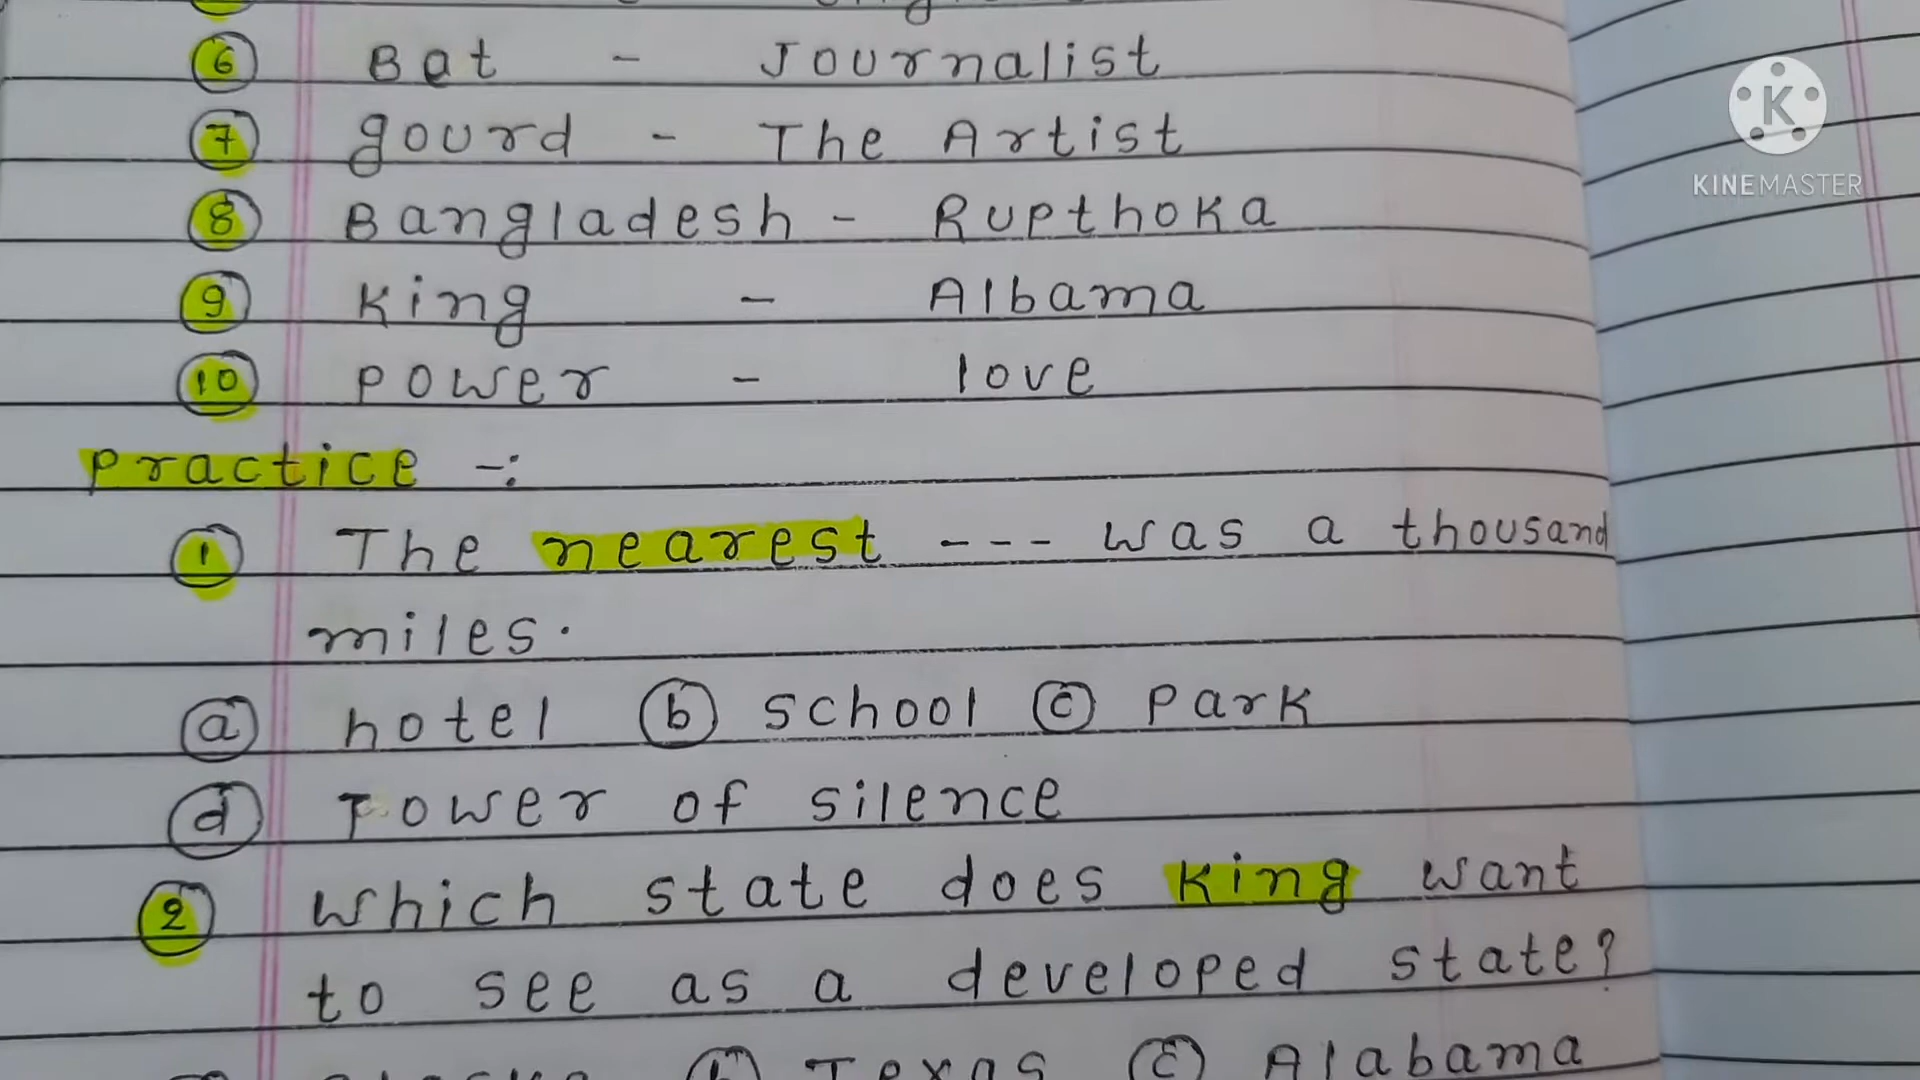 6 Bat - Journalist
7 gourd - The Artist
8 Bangladesh - Rupthoka
9 King - Albama
10 Power - love
Practice -:
1 The nearest --- was a thousand
miles.
a hotel b school c Park
d Tower of silence
2 which state does King want
to see as a developed state?
Texas c Alabama
K
KINEMASTER